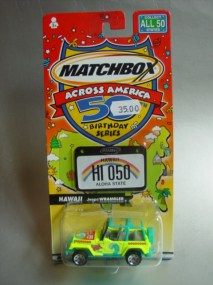 COLLECT
ALL 50
STATES
MATCHBOX
ACROSS AMERICA
50
35.00
BIRTHDAY
SERIES
HAWAII
HI 050
ALOHA STATE
HAWAII
Jeep WRANGLER